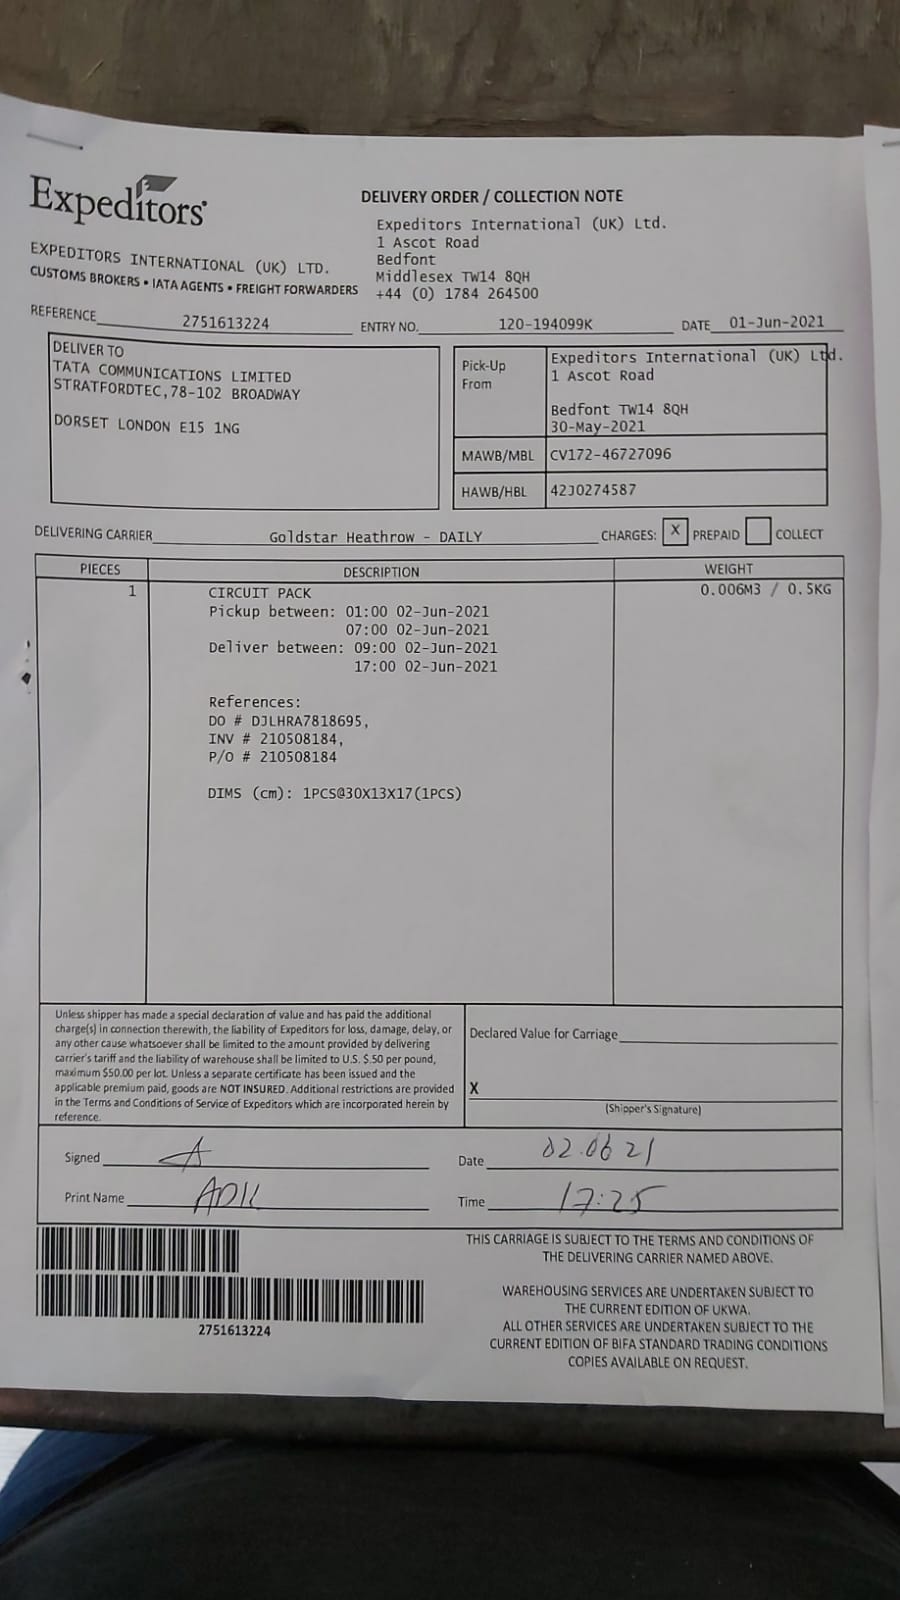 Expeditors
EXPEDITORS INTERNATIONAL (UK) LTD.
CUSTOMS BROKERS • IATA AGENTS • FREIGHT FORWARDERS
DELIVERY ORDER / COLLECTION NOTE
Expeditors International (UK) Ltd.
1 Ascot Road
Bedfont
Middlesex TW14 8QH
+44 (0) 1784 264500
REFERENCE 2751613224 ENTRY NO. 120-194099K DATE 01-Jun-2021
DELIVER TO
TATA COMMUNICATIONS LIMITED
STRATFORDTEC,78-102 BROADWAY
DORSET LONDON E15 1NG
Pick-Up From
Expeditors International (UK) Ltd.
1 Ascot Road
Bedfont TW14 8QH
30-May-2021
MAWB/MBL CV172-46727096
HAWB/HBL 42J0274587
DELIVERING CARRIER Goldstar Heathrow - DAILY CHARGES: X PREPAID COLLECT
PIECES DESCRIPTION WEIGHT
1 CIRCUIT PACK 0.006M3 / 0.5KG
Pickup between: 01:00 02-Jun-2021
07:00 02-Jun-2021
Deliver between: 09:00 02-Jun-2021
17:00 02-Jun-2021
References:
DO # DJLHRA7818695,
INV # 210508184,
P/O # 210508184
DIMS (cm): 1PCS@30X13X17(1PCS)
Unless shipper has made a special declaration of value and has paid the additional
charge(s) in connection therewith, the liability of Expeditors for loss, damage, delay, or
any other cause whatsoever shall be limited to the amount provided by delivering
carrier's tariff and the liability of warehouse shall be limited to U.S. $.50 per pound,
maximum $50.00 per lot. Unless a separate certificate has been issued and the
applicable premium paid, goods are NOT INSURED. Additional restrictions are provided
in the Terms and Conditions of Service of Expeditors which are incorporated herein by
reference.
Declared Value for Carriage
X
(Shipper's Signature)
Signed
Date 02.06 21
Print Name
Time 17:25
2751613224
THIS CARRIAGE IS SUBJECT TO THE TERMS AND CONDITIONS OF
THE DELIVERING CARRIER NAMED ABOVE.
WAREHOUSING SERVICES ARE UNDERTAKEN SUBJECT TO
THE CURRENT EDITION OF UKWA.
ALL OTHER SERVICES ARE UNDERTAKEN SUBJECT TO THE
CURRENT EDITION OF BIFA STANDARD TRADING CONDITIONS
COPIES AVAILABLE ON REQUEST.